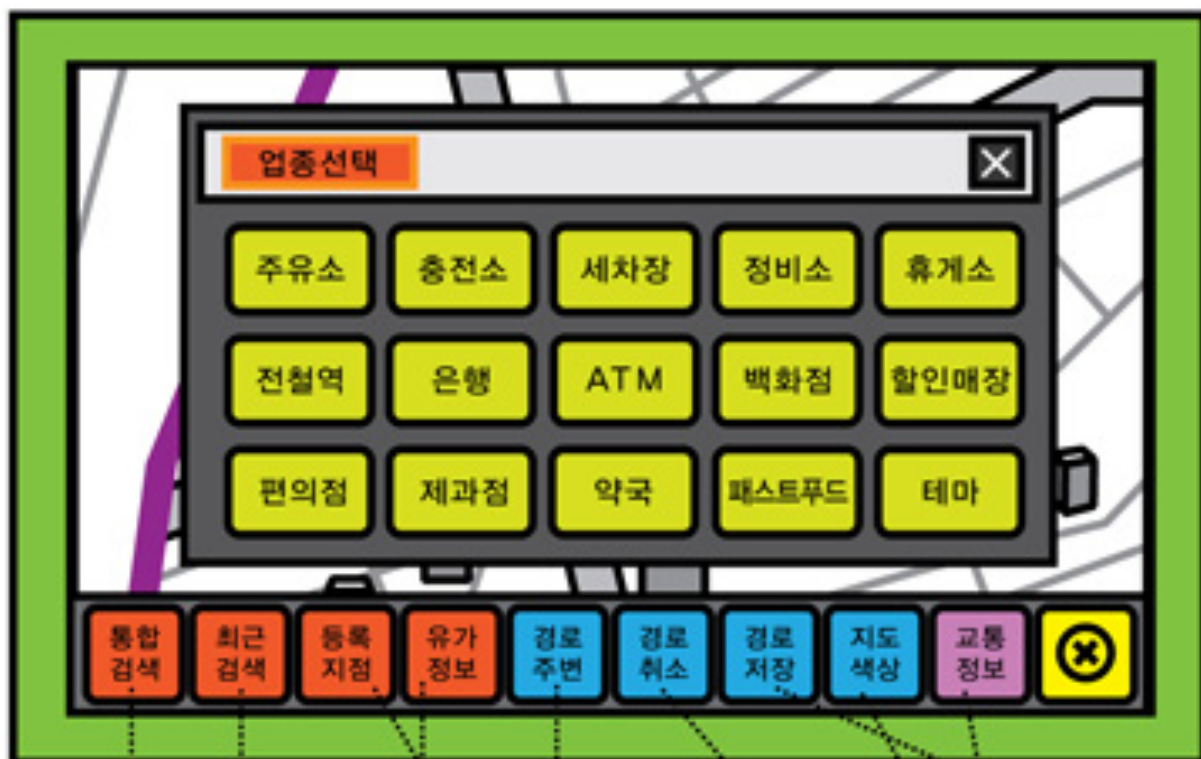 업종선택
주유소 충전소 세차장 정비소 휴게소
전철역 은행 ATM 백화점 할인매장
편의점 제과점 약국 패스트푸드 테마
통합 검색
최근 검색
등록 지점
유가 정보
경로 주변
경로 취소
경로 저장
지도 색상
교통 정보